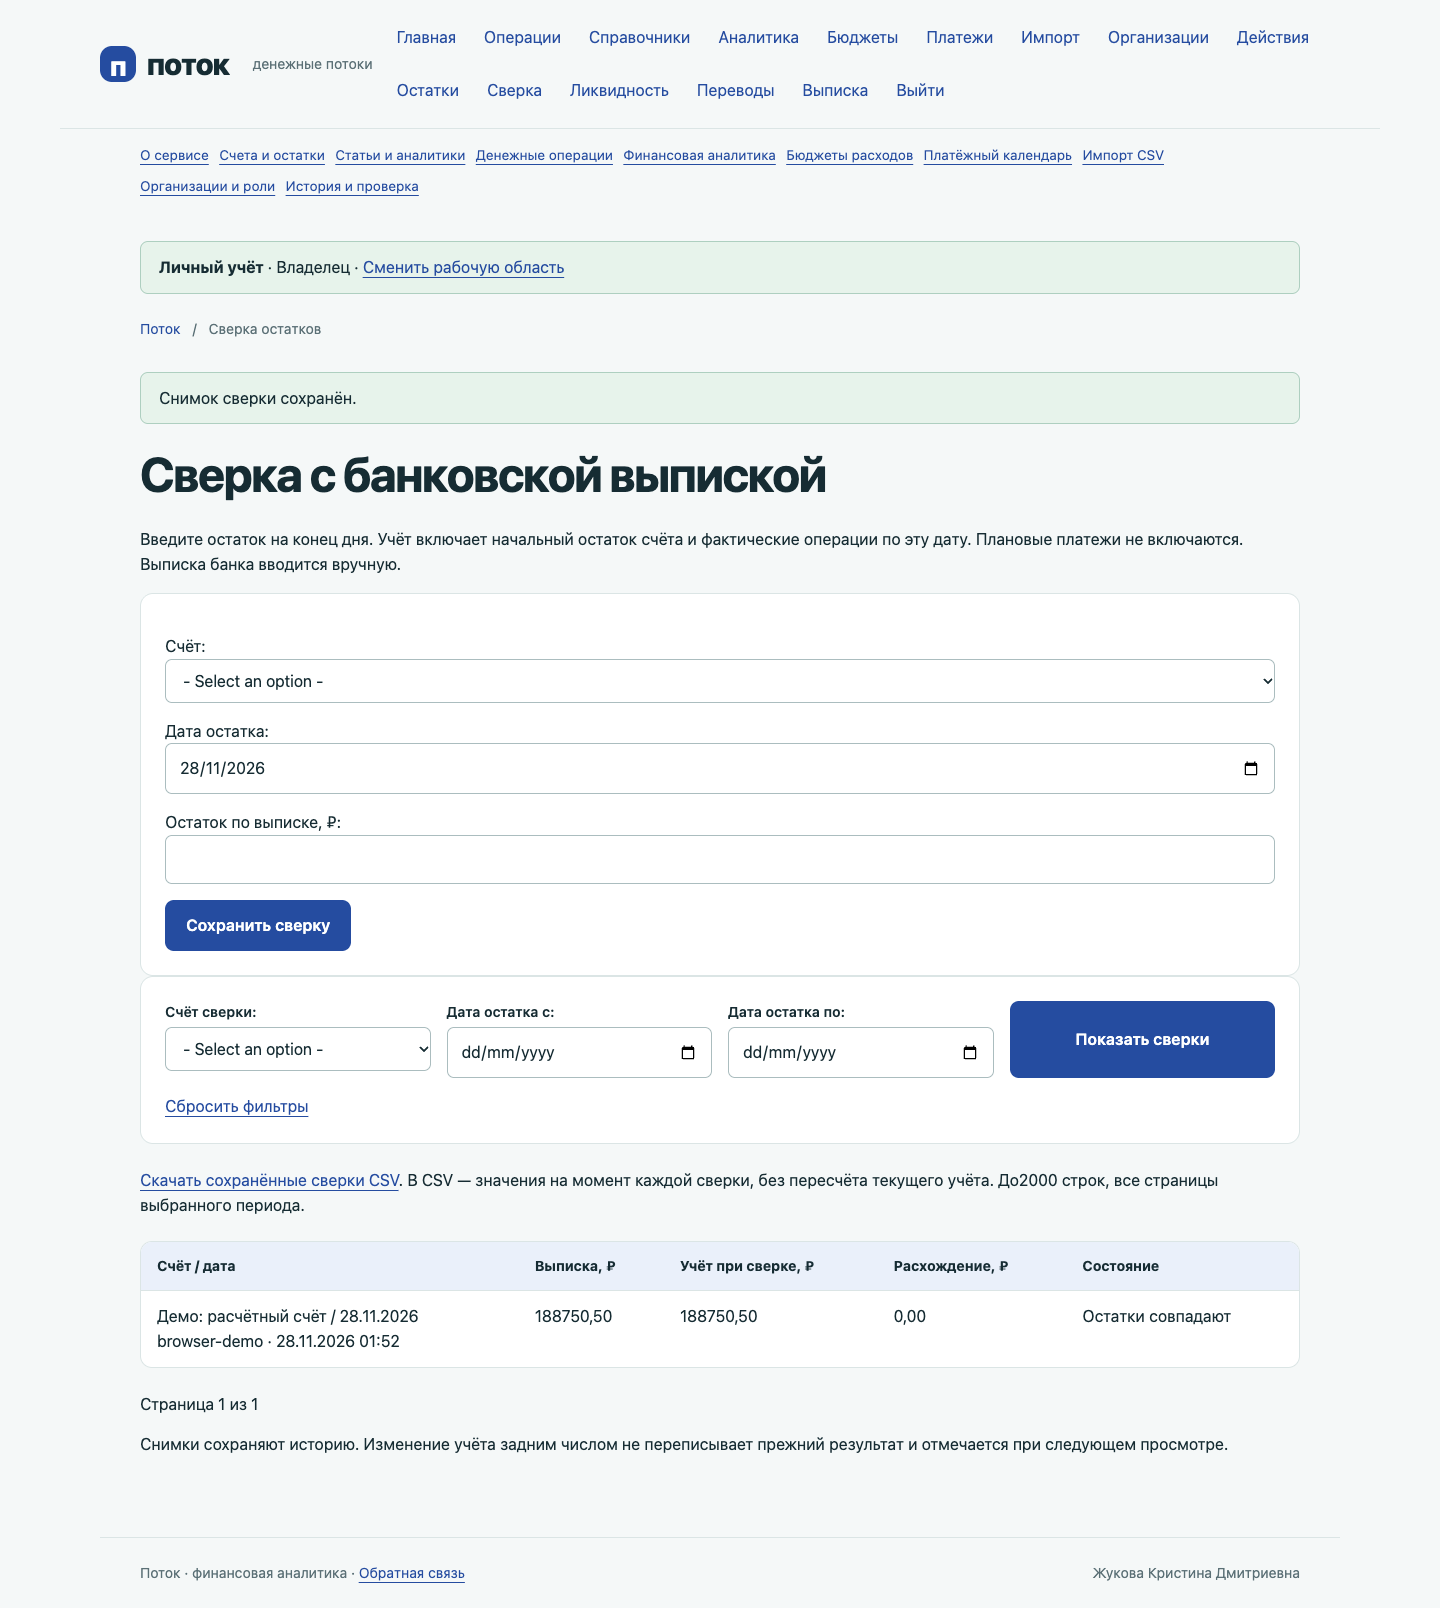 п поток денежные потоки
Главная Операции Справочники Аналитика Бюджеты Платежи Импорт Организации Действия
Остатки Сверка Ликвидность Переводы Выписка Выйти
О сервисе Счета и остатки Статьи и аналитики Денежные операции Финансовая аналитика Бюджеты расходов Платёжный календарь Импорт CSV
Организации и роли История и проверка
Личный учёт · Владелец · Сменить рабочую область
Поток / Сверка остатков
Снимок сверки сохранён.
Сверка с банковской выпиской
Введите остаток на конец дня. Учёт включает начальный остаток счёта и фактические операции по эту дату. Плановые платежи не включаются.
Выписка банка вводится вручную.
Счёт:
- Select an option -
Дата остатка:
28/11/2026
Остаток по выписке, ₽:
Сохранить сверку
Счёт сверки: Дата остатка с: Дата остатка по:
- Select an option - dd/mm/yyyy dd/mm/yyyy Показать сверки
Сбросить фильтры
Скачать сохранённые сверки CSV. В CSV — значения на момент каждой сверки, без пересчёта текущего учёта. До2000 строк, все страницы
выбранного периода.
Счёт / дата Выписка, ₽ Учёт при сверке, ₽ Расхождение, ₽ Состояние
Демо: расчётный счёт / 28.11.2026 188750,50 188750,50 0,00 Остатки совпадают
browser-demo · 28.11.2026 01:52
Страница 1 из 1
Снимки сохраняют историю. Изменение учёта задним числом не переписывает прежний результат и отмечается при следующем просмотре.
Поток · финансовая аналитика · Обратная связь Жукова Кристина Дмитриевна